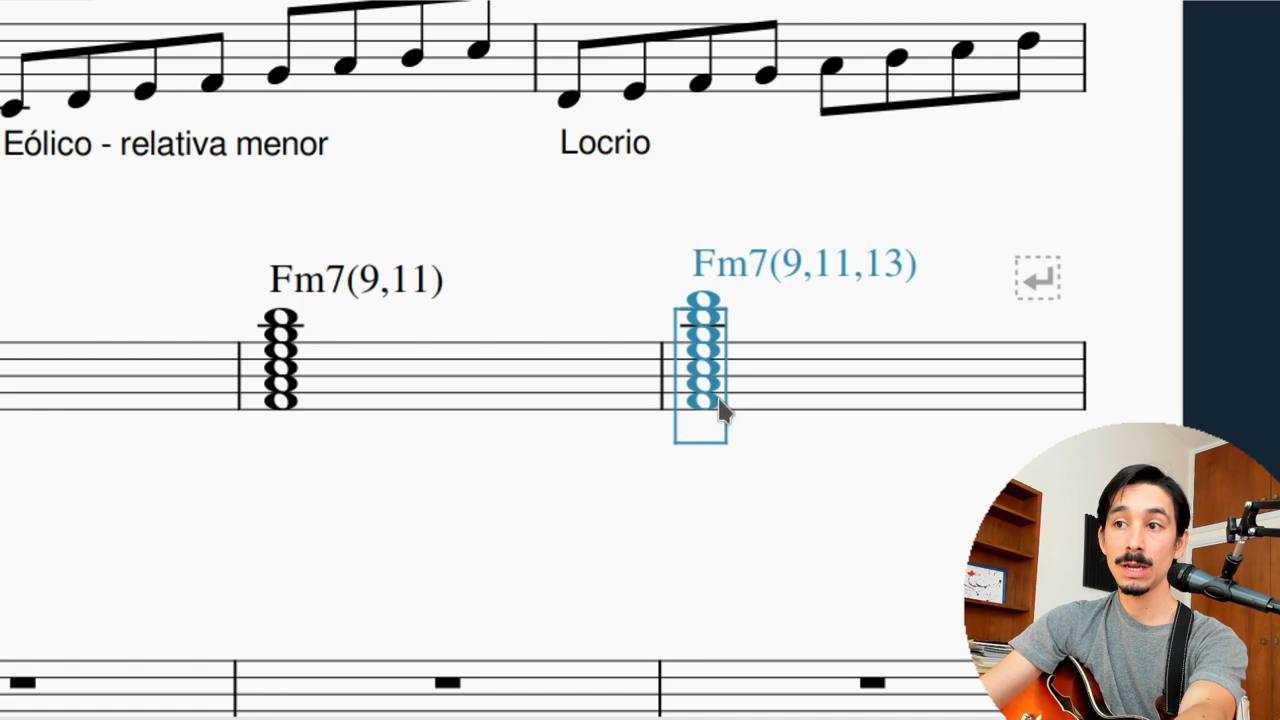 Eólico - relativa menor
Locrio
Fm7(9,11)
Fm7(9,11,13)